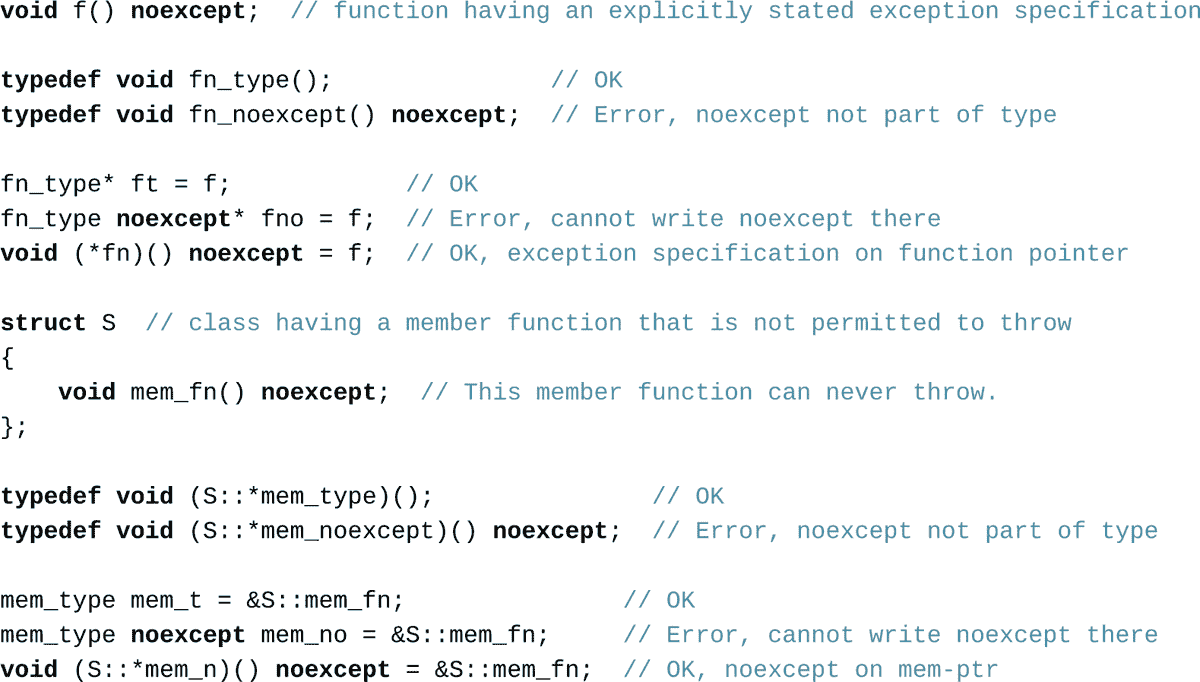 void f() noexcept;  // function having an explicitly stated exception specification
typedef void fn_type();               // OK
typedef void fn_noexcept() noexcept;  // Error, noexcept not part of type
fn_type* ft = f;            // OK
fn_type noexcept* fno = f;  // Error, cannot write noexcept there
void (*fn)() noexcept = f;  // OK, exception specification on function pointer
struct S  // class having a member function that is not permitted to throw
{
    void mem_fn() noexcept;  // This member function can never throw.
};
typedef void (S::*mem_type)();               // OK
typedef void (S::*mem_noexcept)() noexcept;  // Error, noexcept not part of type
mem_type mem_t = &S::mem_fn;               // OK
mem_type noexcept mem_no = &S::mem_fn;     // Error, cannot write noexcept there
void (S::*mem_n)() noexcept = &S::mem_fn;  // OK, noexcept on mem-ptr